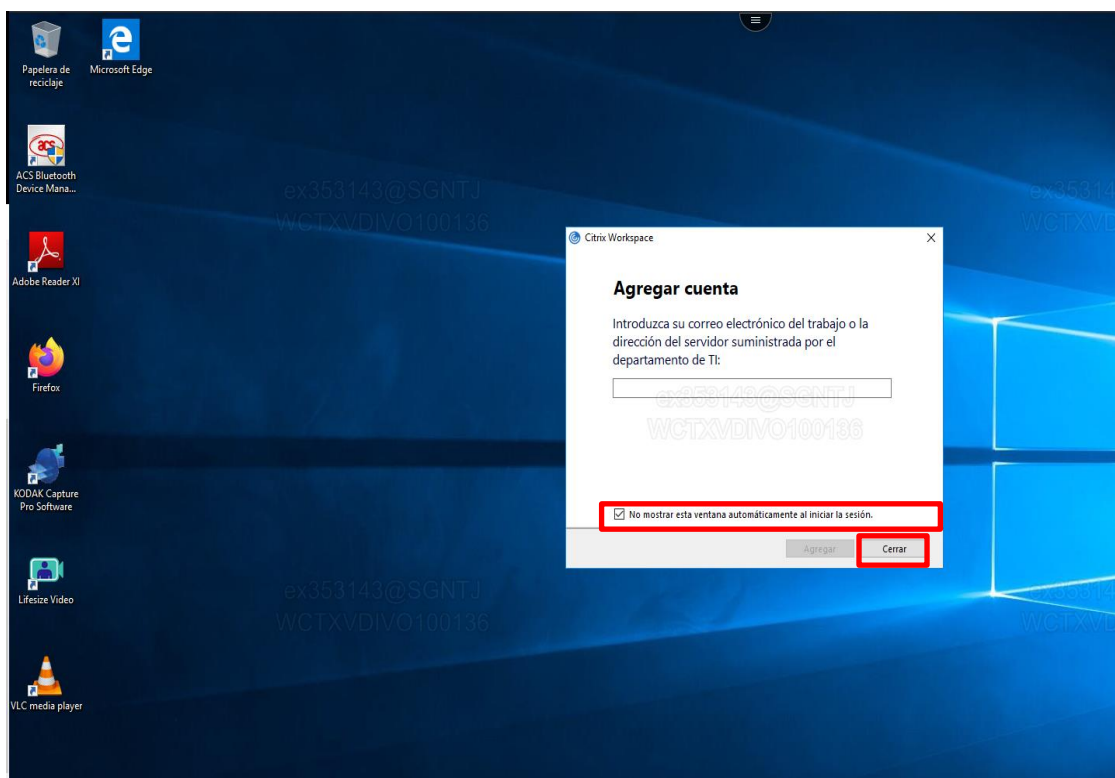 Papelera de
reciclaje
Microsoft Edge
acs
ACS Bluetooth
Device Mana...
ex353143@SGNTJ
WCTXVDIVO100136
Adobe Reader XI
Firefox
KODAK Capture
Pro Software
Lifesize Video
ex353143@SGNTJ
WCTXVDIVO100136
VLC media player
Citrix Workspace
Agregar cuenta
Introduzca su correo electrónico del trabajo o la
dirección del servidor suministrada por el
departamento de TI:
ex353143@SGNTJ
WCTXVDIVO100136
No mostrar esta ventana automáticamente al iniciar la sesión.
Agregar
Cerrar